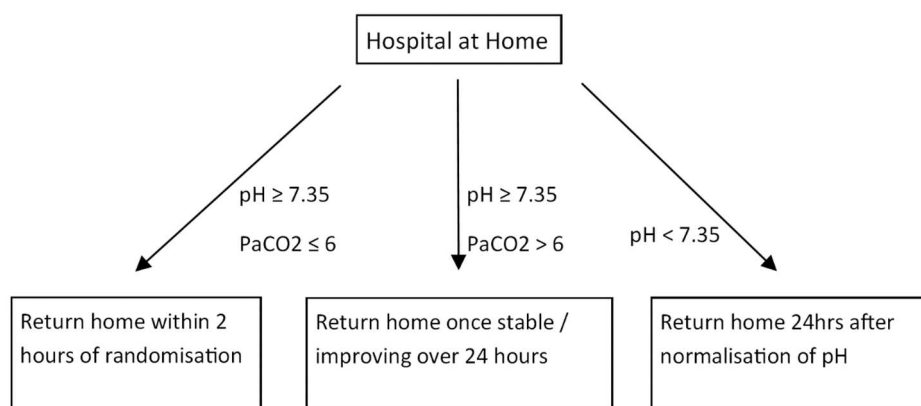 Hospital at Home
pH ≥ 7.35
PaCO2 ≤ 6
pH ≥ 7.35
PaCO2 > 6
pH < 7.35
Return home within 2
hours of randomisation
Return home once stable /
improving over 24 hours
Return home 24hrs after
normalisation of pH